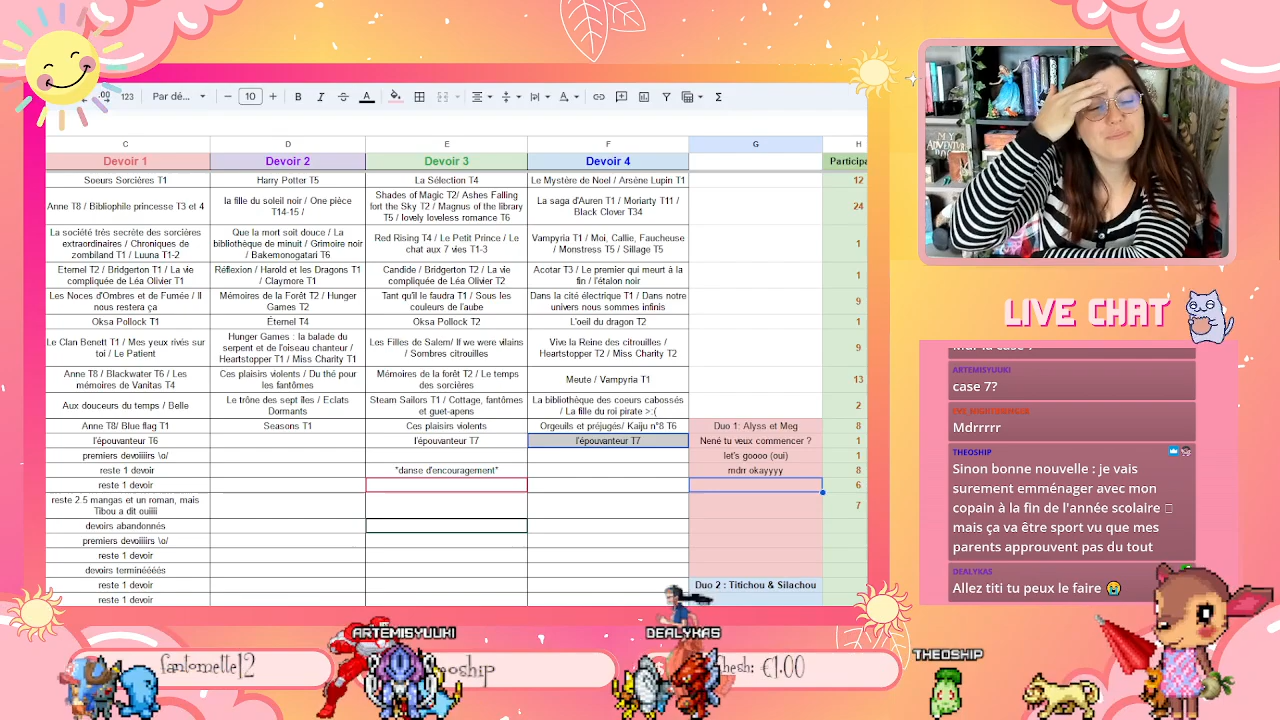 .00 123 Par dé... − 10 + B I A Σ
C D E F G H
Devoir 1 Devoir 2 Devoir 3 Devoir 4 Participa
Soeurs Sorcières T1 Harry Potter T5 La Sélection T4 Le Mystère de Noel / Arsène Lupin T1 12
Anne T8 / Bibliophile princesse T3 et 4
la fille du soleil noir / One pièce
T14-15 /
Shades of Magic T2/ Ashes Falling
fort the Sky T2 / Magnus of the library
T5 / lovely loveless romance T6
La saga d'Auren T1 / Moriarty T11 /
Black Clover T34
24
La société très secrète des sorcières
extraordinaires / Chroniques de
zombiland T1 / Luuna T1-2
Que la mort soit douce / La
bibliothèque de minuit / Grimoire noir
/ Bakemonogatari T6
Red Rising T4 / Le Petit Prince / Le
chat aux 7 vies T1-3
Vampyria T1 / Moi, Callie, Faucheuse
/ Monstress T5 / Sillage T5
1
Eternel T2 / Bridgerton T1 / La vie
compliquée de Léa Olivier T1
Réflexion / Harold et les Dragons T1
/ Claymore T1
Candide / Bridgerton T2 / La vie
compliquée de Léa Olivier T2
Acotar T3 / Le premier qui meurt à la
fin / l'étalon noir
1
Les Noces d'Ombres et de Fumée / Il
nous restera ça
Mémoires de la Forêt T2 / Hunger
Games T2
Tant qu'il le faudra T1 / Sous les
couleurs de l'aube
Dans la cité électrique T1 / Dans notre
univers nous sommes infinis
9
Oksa Pollock T1 Éternel T4 Oksa Pollock T2 L'oeil du dragon T2 1
Le Clan Benett T1 / Mes yeux rivés sur
toi / Le Patient
Hunger Games : la balade du
serpent et de l'oiseau chanteur /
Heartstopper T1 / Miss Charity T1
Les Filles de Salem/ If we were vilains
/ Sombres citrouilles
Vive la Reine des citrouilles /
Heartstopper T2 / Miss Charity T2
9
Anne T8 / Blackwater T6 / Les
mémoires de Vanitas T4
Ces plaisirs violents / Du thé pour
les fantômes
Mémoires de la forêt T2 / Le temps
des sorcières
Meute / Vampyria T1
13
Aux douceurs du temps / Belle
Le trône des sept îles / Eclats
Dormants
Steam Sailors T1 / Cottage, fantômes
et guet-apens
La bibliothèque des coeurs cabossés
/ La fille du roi pirate >:(
2
Anne T8/ Blue flag T1 Seasons T1 Ces plaisirs violents Orgeuils et préjugés/ Kaiju n°8 T6 Duo 1: Alyss et Meg 8
l'épouvanteur T6 l'épouvanteur T7 l'épouvanteur T7 Nené tu veux commencer ? 1
premiers devoiiirs \o/ let's goooo (oui) 1
reste 1 devoir *danse d'encouragement* mdrr okayyyy 8
reste 1 devoir 6
reste 2.5 mangas et un roman, mais
Tibou a dit ouiiii
7
devoirs abandonnés
premiers devoiiiirs \o/
reste 1 devoir
devoirs terminéééés
reste 1 devoir Duo 2 : Titichou & Silachou
reste 1 devoir
MY
ADVENTURE
BOOK
LIVE CHAT
ARTEMISYUUKI
case 7??
Mdrrrrr
THEOSHIP
Sinon bonne nouvelle : je vais
surement emménager avec mon
copain à la fin de l'année scolaire
mais ça va être sport vu que mes
parents approuvent pas du tout
DEALYKAS
Allez titi tu peux le faire 😭
ARTEMISYUUKI
DEALYKAS
THEOSHIP
fantomette12
eoship
hesh: €1.00